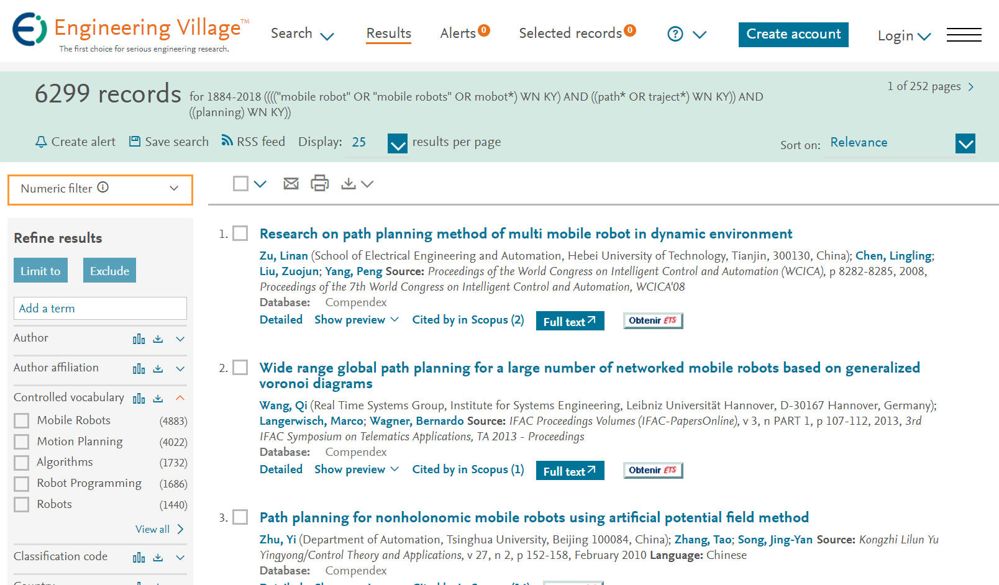 Engineering Village™
The first choice for serious engineering research.
Search
Results
Alerts 0
Selected records 0
?
Create account
Login
6299 records for 1884-2018 (((("mobile robot" OR "mobile robots" OR mobot*) WN KY) AND ((path* OR traject*) WN KY)) AND
((planning) WN KY))
1 of 252 pages
Create alert Save search RSS feed Display: 25 results per page
Sort on: Relevance
Numeric filter
Refine results
Limit to Exclude
Add a term
Author
Author affiliation
Controlled vocabulary
Mobile Robots (4883)
Motion Planning (4022)
Algorithms (1732)
Robot Programming (1686)
Robots (1440)
View all
Classification code
Country
1. Research on path planning method of multi mobile robot in dynamic environment
Zu, Linan (School of Electrical Engineering and Automation, Hebei University of Technology, Tianjin, 300130, China); Chen, Lingling;
Liu, Zuojun; Yang, Peng Source: Proceedings of the World Congress on Intelligent Control and Automation (WCICA), p 8282-8285, 2008,
Proceedings of the 7th World Congress on Intelligent Control and Automation, WCICA'08
Database: Compendex
Detailed Show preview Cited by in Scopus (2) Full text Obtenir ÉTS
2. Wide range global path planning for a large number of networked mobile robots based on generalized
voronoi diagrams
Wang, Qi (Real Time Systems Group, Institute for Systems Engineering, Leibniz Universität Hannover, D-30167 Hannover, Germany);
Langerwisch, Marco; Wagner, Bernardo Source: IFAC Proceedings Volumes (IFAC-PapersOnline), v 3, n PART 1, p 107-112, 2013, 3rd
IFAC Symposium on Telematics Applications, TA 2013 - Proceedings
Database: Compendex
Detailed Show preview Cited by in Scopus (1) Full text Obtenir ÉTS
3. Path planning for nonholonomic mobile robots using artificial potential field method
Zhu, Yi (Department of Automation, Tsinghua University, Beijing 100084, China); Zhang, Tao; Song, Jing-Yan Source: Kongzhi Lilun Yu
Yingyong/Control Theory and Applications, v 27, n 2, p 152-158, February 2010 Language: Chinese
Database: Compendex